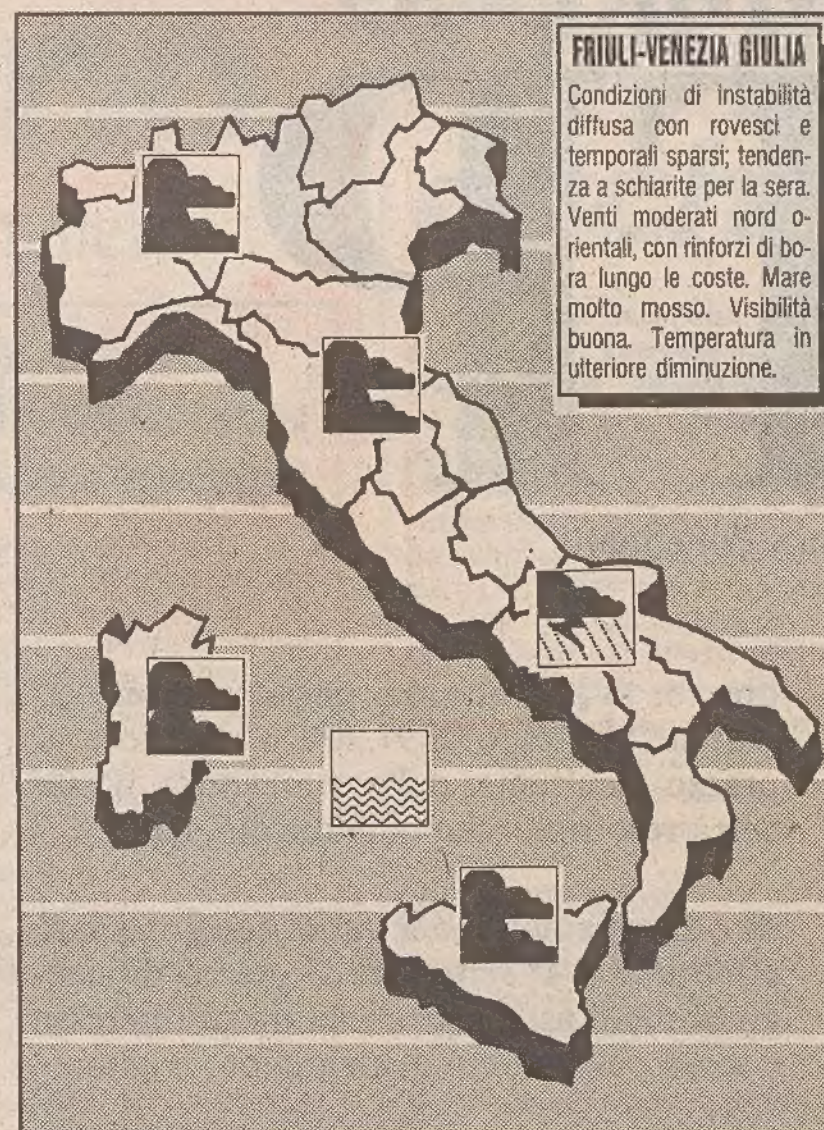 FRIULI-VENEZIA GIULIA
Condizioni di instabilità
diffusa con rovesci e
temporali sparsi; tenden-
za a schiarite per la sera.
Venti moderati nord o-
rientali, con rinforzi di bo-
ra lungo le coste. Mare
molto mosso. Visibilità
buona. Temperatura in
ulteriore diminuzione.